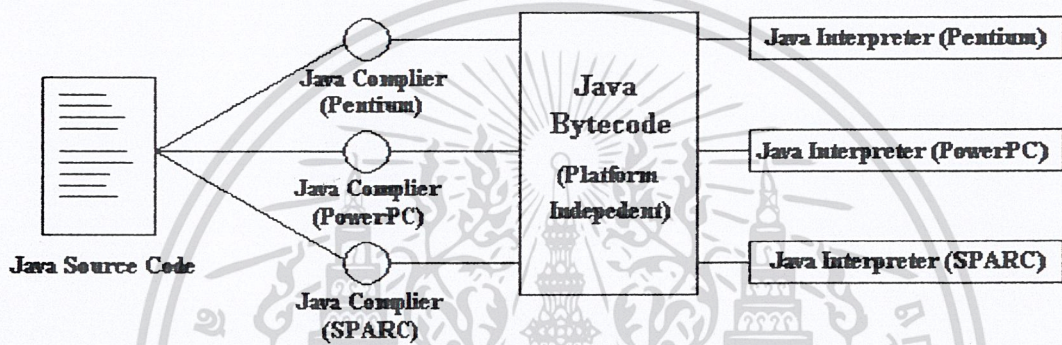 Java Source Code
Java Complier
(Pentium)
Java Complier
(PowerPC)
Java Complier
(SPARC)
Java
Bytecode
(Platform
Indepedent)
Java Interpreter (Pentium)
Java Interpreter (PowerPC)
Java Interpreter (SPARC)